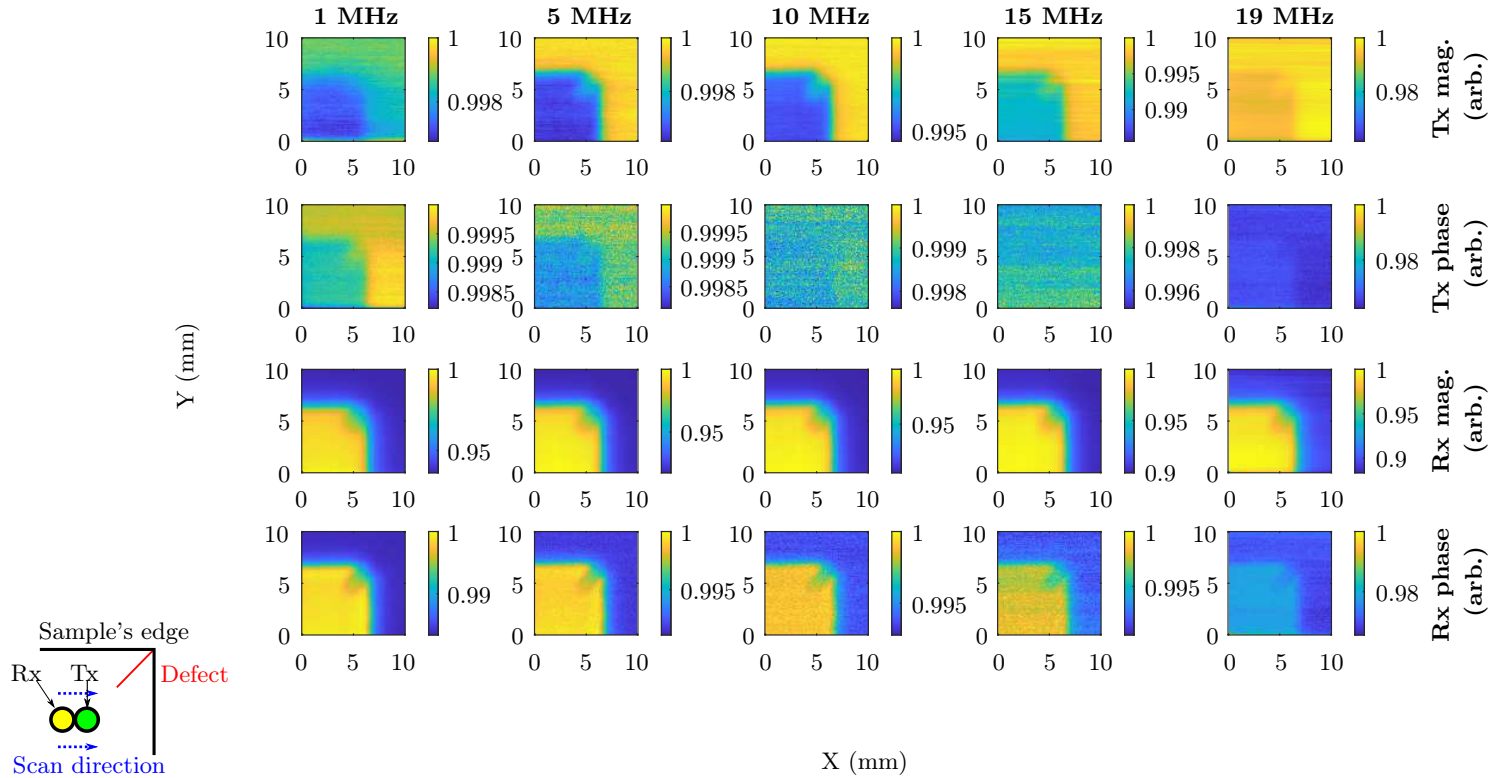 1 MHz 5 MHz 10 MHz 15 MHz 19 MHz
10 5 0 0 5 10 1 0.998
10 5 0 0 5 10 1 0.998
10 5 0 0 5 10 1 0.995
10 5 0 0 5 10 1 0.995 0.99
10 5 0 0 5 10 1 0.98
Tx mag. (arb.)
10 5 0 0 5 10 0.9995 0.999 0.9985
10 5 0 0 5 10 0.9995 0.999 0.9985
10 5 0 0 5 10 1 0.999 0.998
10 5 0 0 5 10 1 0.998 0.996
10 5 0 0 5 10 1 0.98
Tx phase (arb.)
Y (mm)
10 5 0 0 5 10 1 0.95
10 5 0 0 5 10 1 0.95
10 5 0 0 5 10 1 0.95
10 5 0 0 5 10 1 0.95 0.9
10 5 0 0 5 10 1 0.95 0.9
Rx mag. (arb.)
10 5 0 0 5 10 1 0.99
10 5 0 0 5 10 1 0.995
10 5 0 0 5 10 1 0.995
10 5 0 0 5 10 1 0.995
10 5 0 0 5 10 1 0.98
Rx phase (arb.)
X (mm)
Sample's edge
Rx Tx Defect
Scan direction